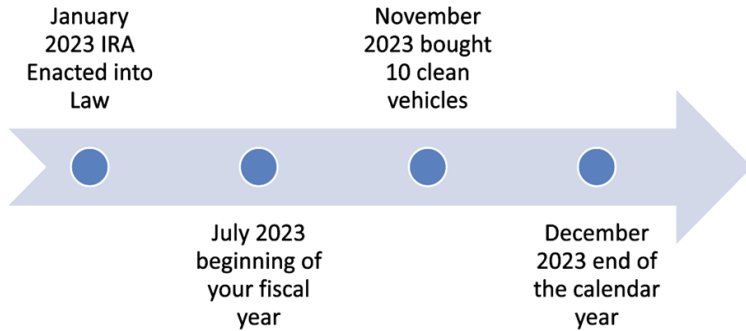 January
2023 IRA
Enacted into
Law
July 2023
beginning of
your fiscal
year
November
2023 bought
10 clean
vehicles
December
2023 end of
the calendar
year